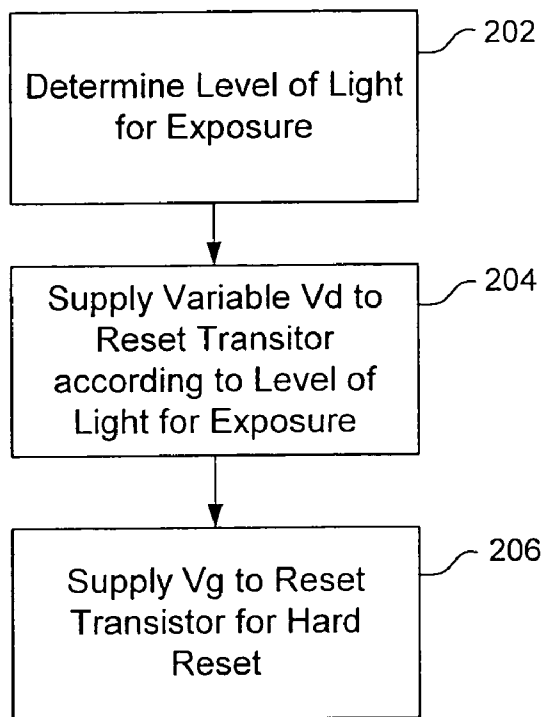 202
Determine Level of Light
for Exposure
204
Supply Variable Vd to
Reset Transitor
according to Level of
Light for Exposure
206
Supply Vg to Reset
Transistor for Hard
Reset